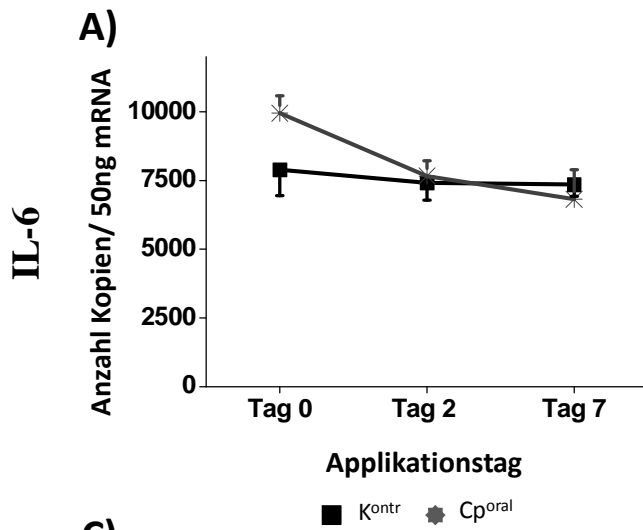 A)
IL-6
Anzahl Kopien/ 50ng mRNA
10000
7500
5000
2500
0
Tag 0 Tag 2 Tag 7
Applikationstag
Kontr Cporal
C)